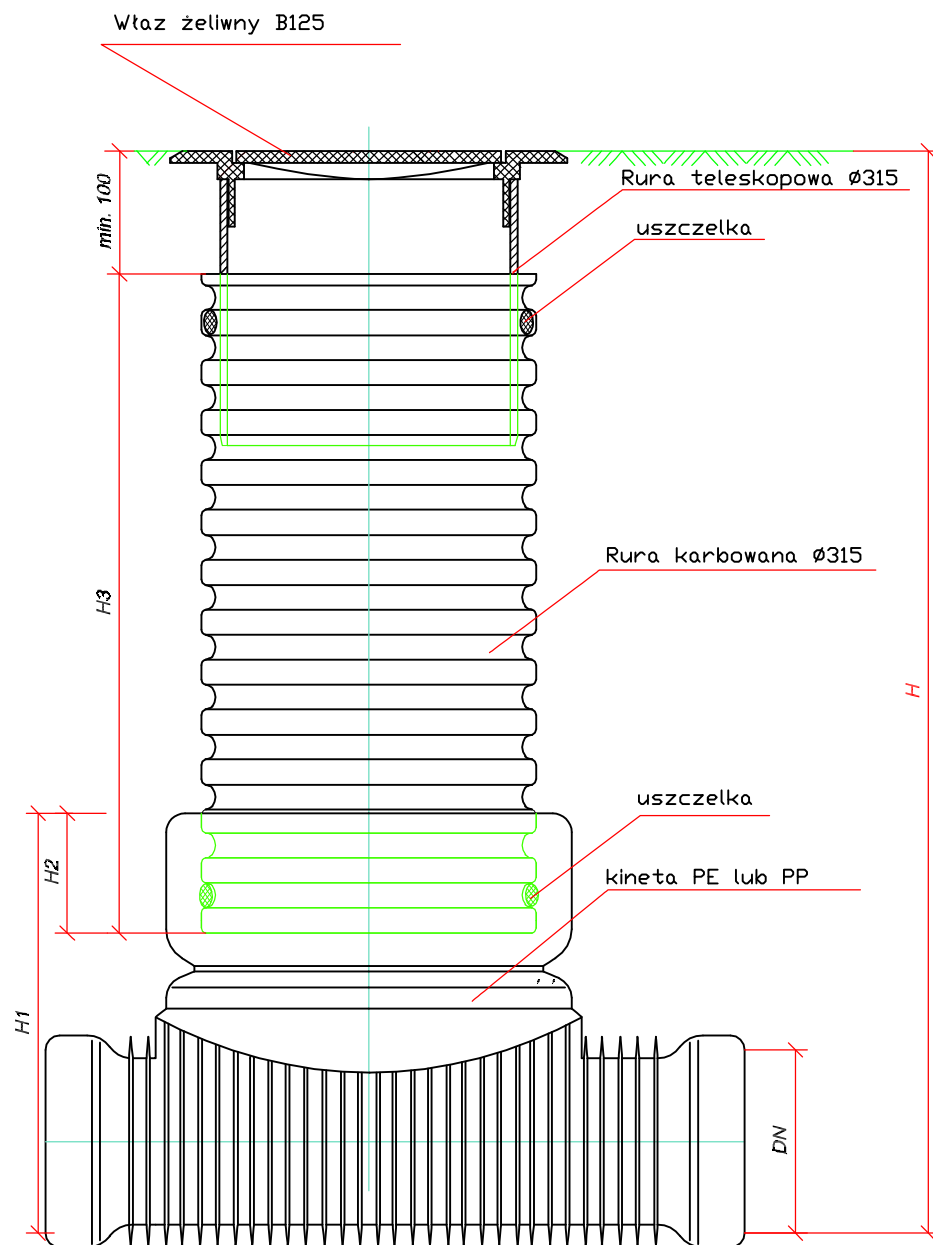 Właz żeliwny B125
min. 100
Rura teleskopowa Ø315
uszczelka
Rura karbowana Ø315
H3
H
uszczelka
H2
kineta PE lub PP
H1
DN